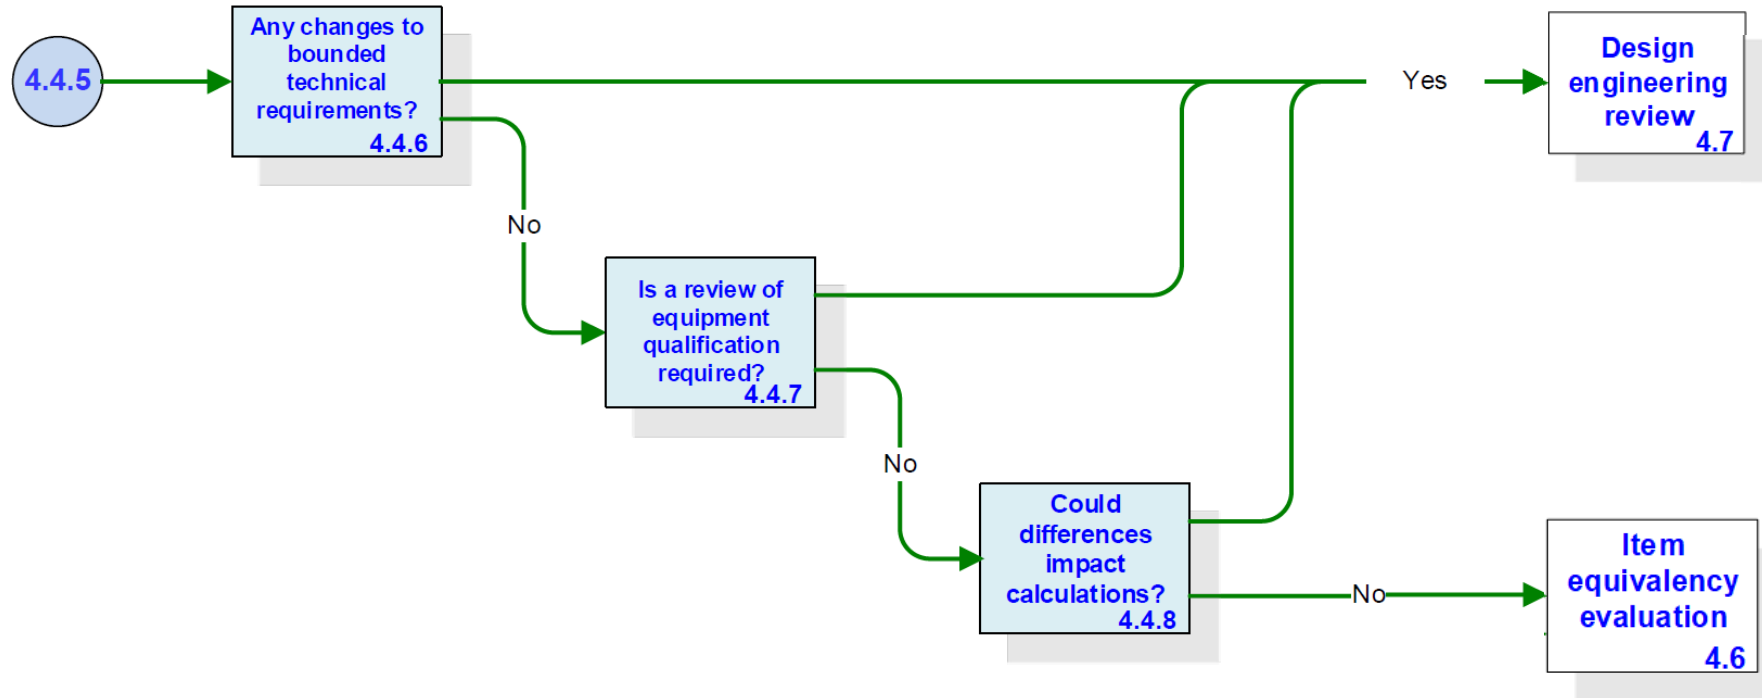 4.4.5
Any changes to
bounded
technical
requirements?
4.4.6
Yes
Design
engineering
review
4.7
No
Is a review of
equipment
qualification
required?
4.4.7
No
Could
differences
impact
calculations?
4.4.8
No
Item
equivalency
evaluation
4.6